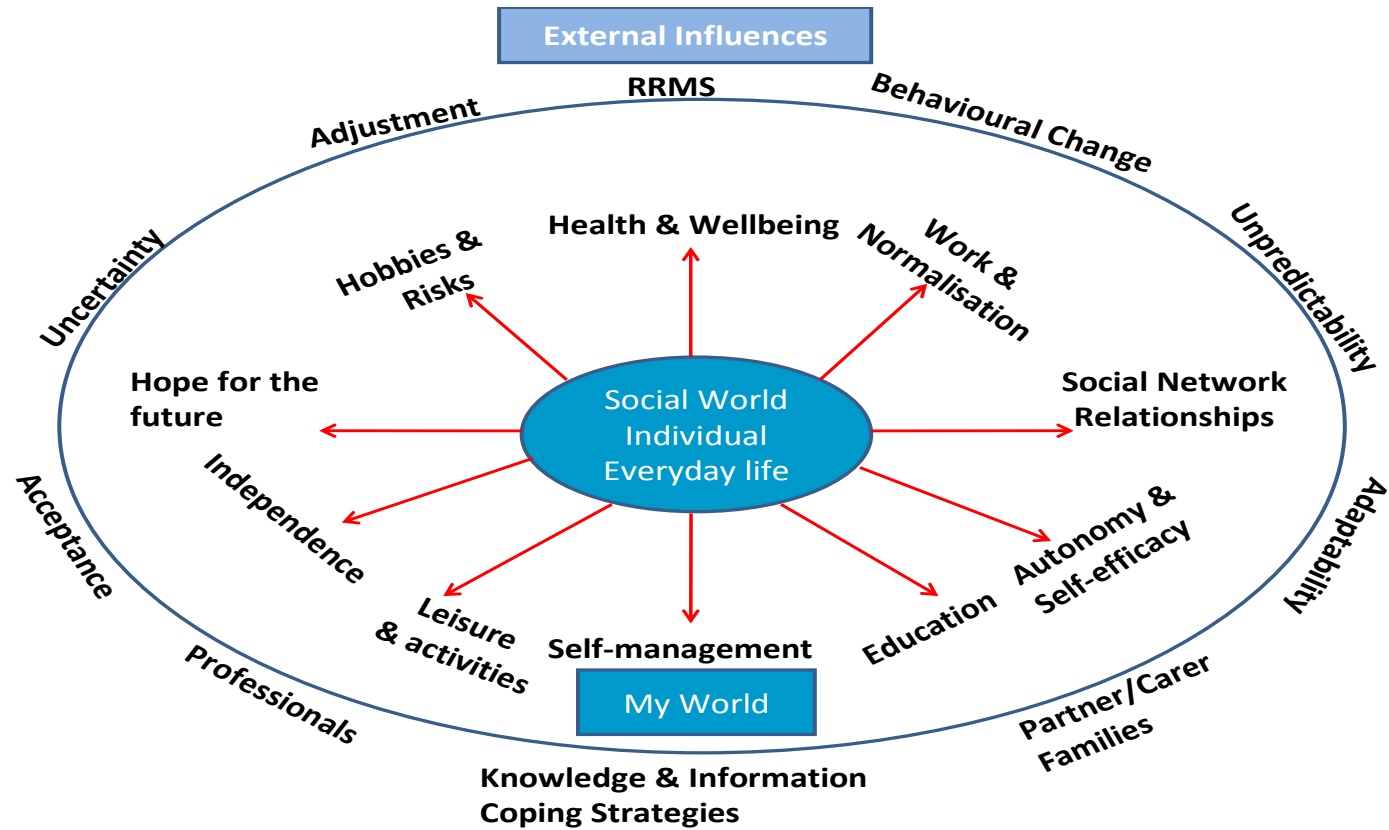 External Influences
RRMS
Adjustment
Behavioural Change
Uncertainty
Unpredictability
Hobbies &
Risks
Health & Wellbeing
Work &
Normalisation
Hope for the
future
Social World
Individual
Everyday life
Social Network
Relationships
Acceptance
Independence
Autonomy &
Self-efficacy
Adaptability
Leisure
& activities
Self-management
Education
Professionals
My World
Partner/Carer
Families
Knowledge & Information
Coping Strategies